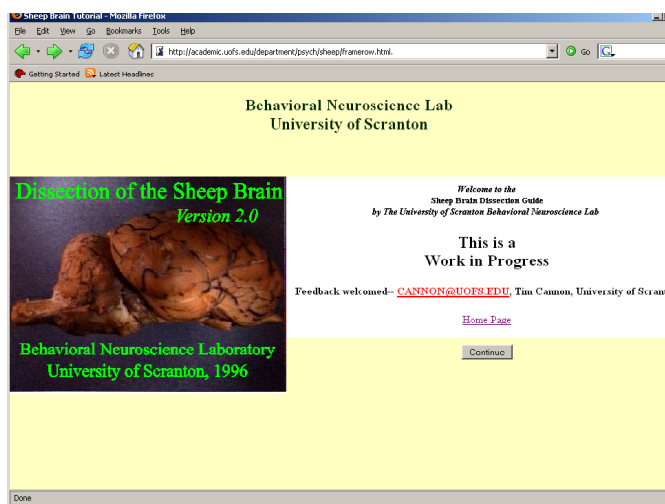 Sheep Brain Tutorial - Mozilla Firefox
File Edit View Go Bookmarks Tools Help
http://academic.uofs.edu/department/psych/sheep/framerow.html. Go G
Getting Started Latest Headlines
Behavioral Neuroscience Lab
University of Scranton
Dissection of the Sheep Brain
Version 2.0
Behavioral Neuroscience Laboratory
University of Scranton, 1996
Welcome to the
Sheep Brain Dissection Guide
by The University of Scranton Behavioral Neuroscience Lab
This is a
Work in Progress
Feedback welcomed-- CANNON@UOFS.EDU, Tim Cannon, University of Scran
Home Page
Continue
Done